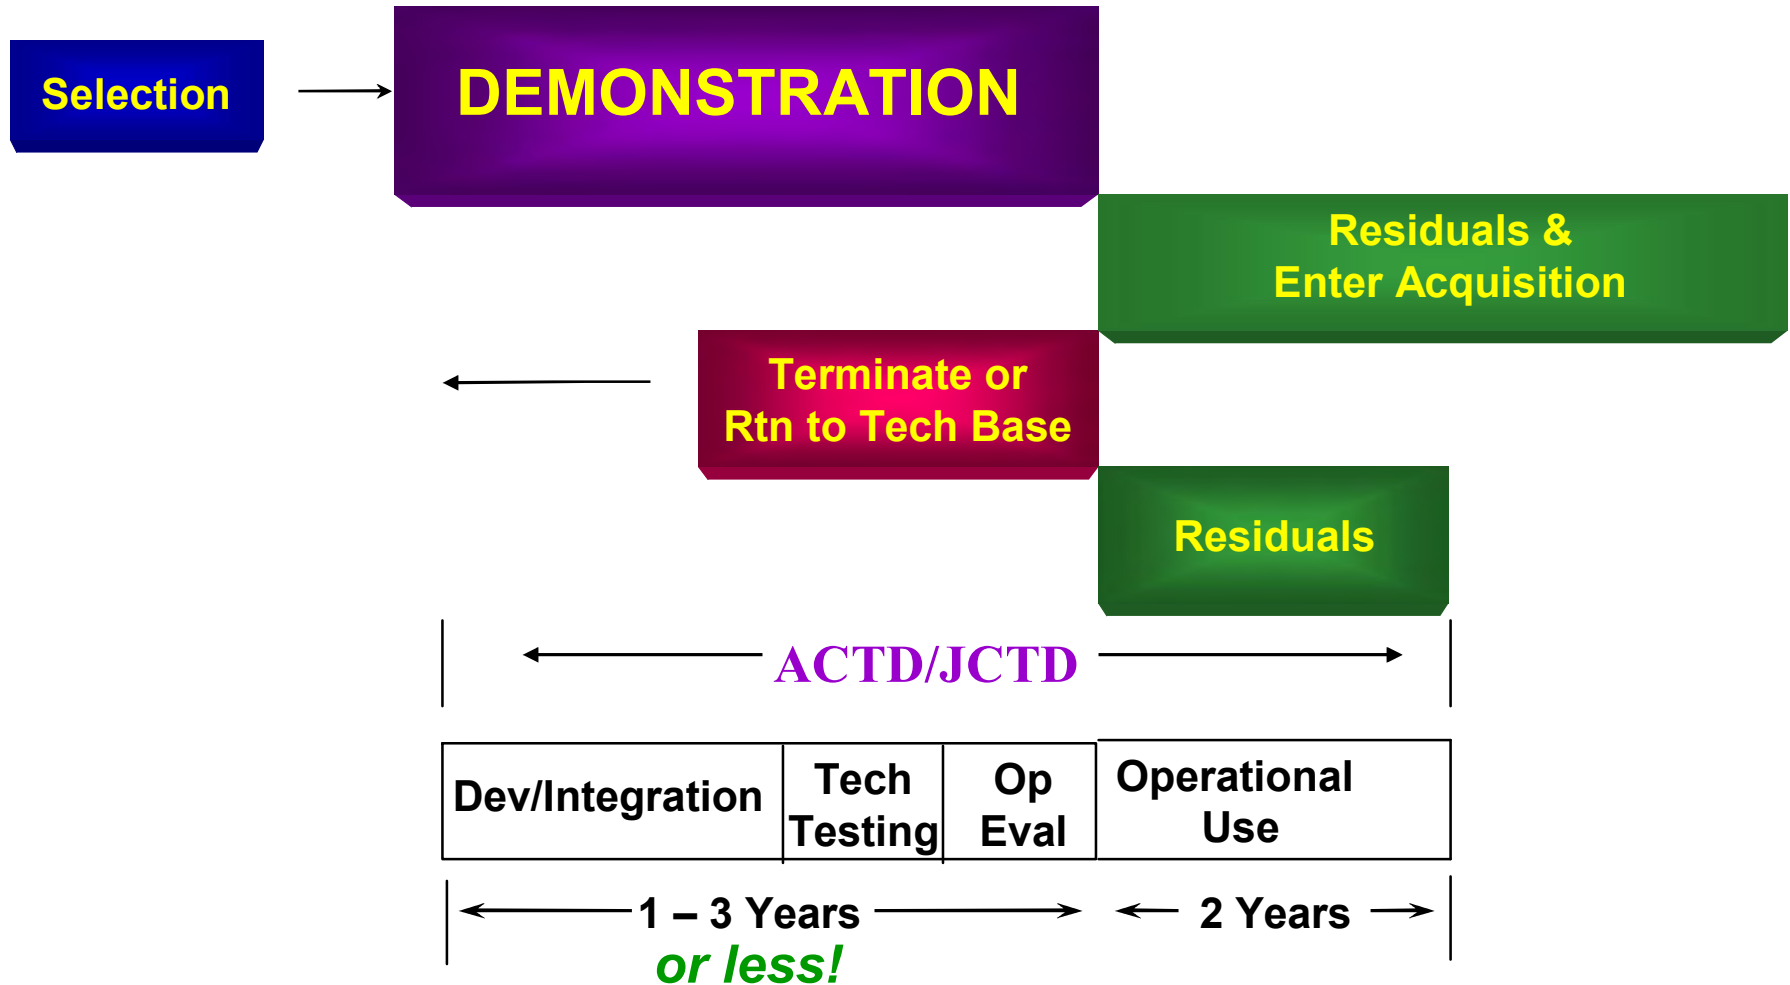 Selection
DEMONSTRATION
Residuals &
Enter Acquisition
Terminate or
Rtn to Tech Base
Residuals
ACTD/JCTD
Dev/Integration
Tech
Testing
Op
Eval
Operational
Use
1 – 3 Years
or less!
2 Years